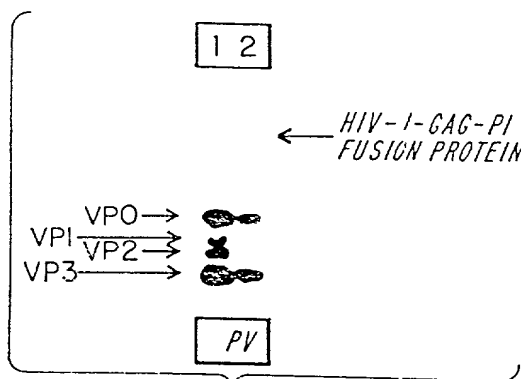 1 2
HIV-1-GAG-P1
FUSION PROTEIN
VP0
VP1
VP2
VP3
PV